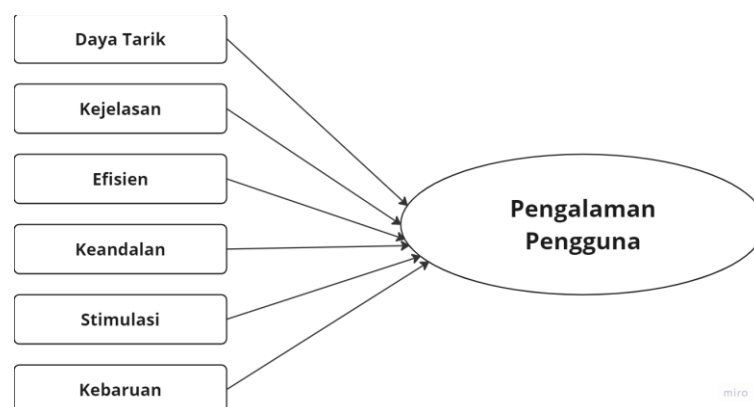 Daya Tarik
Kejelasan
Efisien
Keandalan
Stimulasi
Kebaruan
Pengalaman
Pengguna
miro